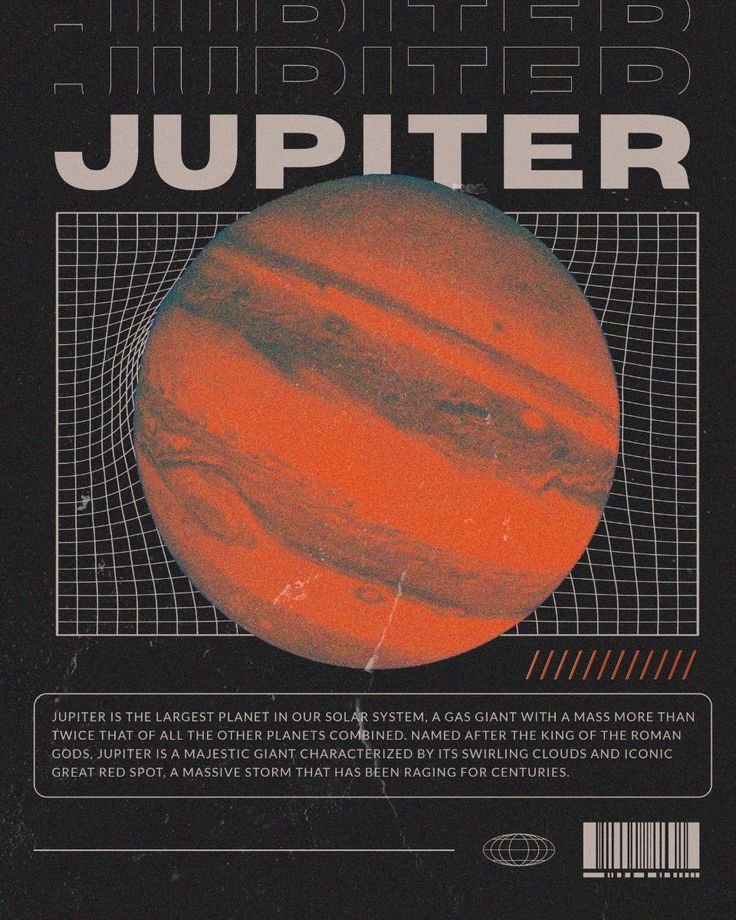 JUPITER
JUPITER
JUPITER
JUPITER IS THE LARGEST PLANET IN OUR SOLAR SYSTEM, A GAS GIANT WITH A MASS MORE THAN
TWICE THAT OF ALL THE OTHER PLANETS COMBINED. NAMED AFTER THE KING OF THE ROMAN
GODS, JUPITER IS A MAJESTIC GIANT CHARACTERIZED BY ITS SWIRLING CLOUDS AND ICONIC
GREAT RED SPOT, A MASSIVE STORM THAT HAS BEEN RAGING FOR CENTURIES.